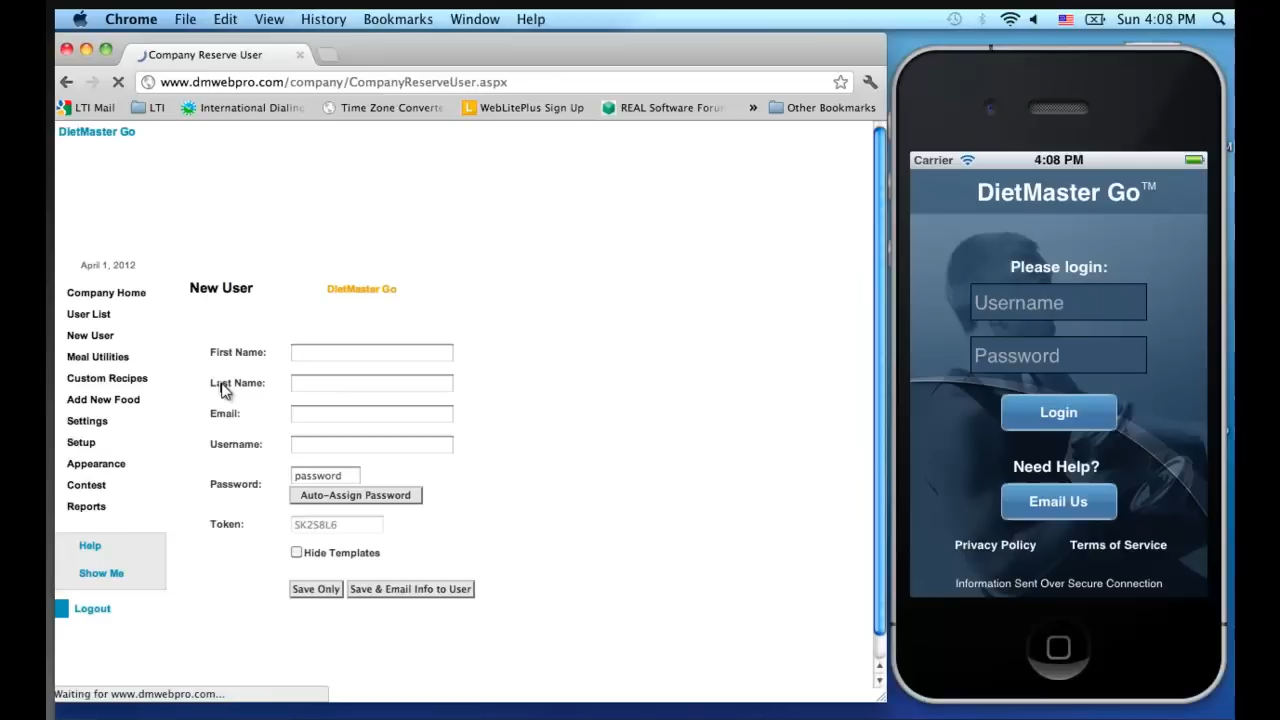 Chrome File Edit View History Bookmarks Window Help Sun 4:08 PM
Company Reserve User
www.dmwebpro.com/company/CompanyReserveUser.aspx
LTI Mail LTI International Dialing Time Zone Converte WebLitePlus Sign Up REAL Software Forum » Other Bookmarks
DietMaster Go
April 1, 2012
Company Home
User List
New User
Meal Utilities
Custom Recipes
Add New Food
Settings
Setup
Appearance
Contest
Reports
Help
Show Me
Logout
New User DietMaster Go
First Name:
Last Name:
Email:
Username:
Password: password
Auto-Assign Password
Token: SK2S8L6
Hide Templates
Save Only Save & Email Info to User
Waiting for www.dmwebpro.com...
Carrier 4:08 PM
DietMaster Go™
Please login:
Username
Password
Login
Need Help?
Email Us
Privacy Policy Terms of Service
Information Sent Over Secure Connection